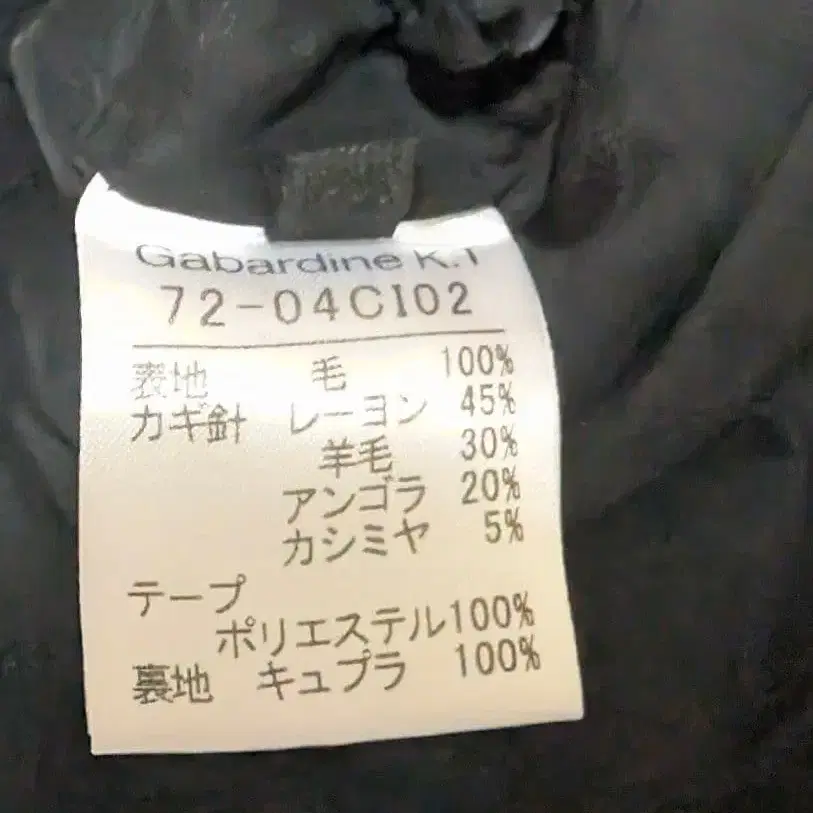 Gabardine K.T
72-04CI02
表地 毛 100%
カギ針 レーヨン 45%
羊毛 30%
アンゴラ 20%
カシミヤ 5%
テープ
ポリエステル100%
裏地 キュプラ 100%